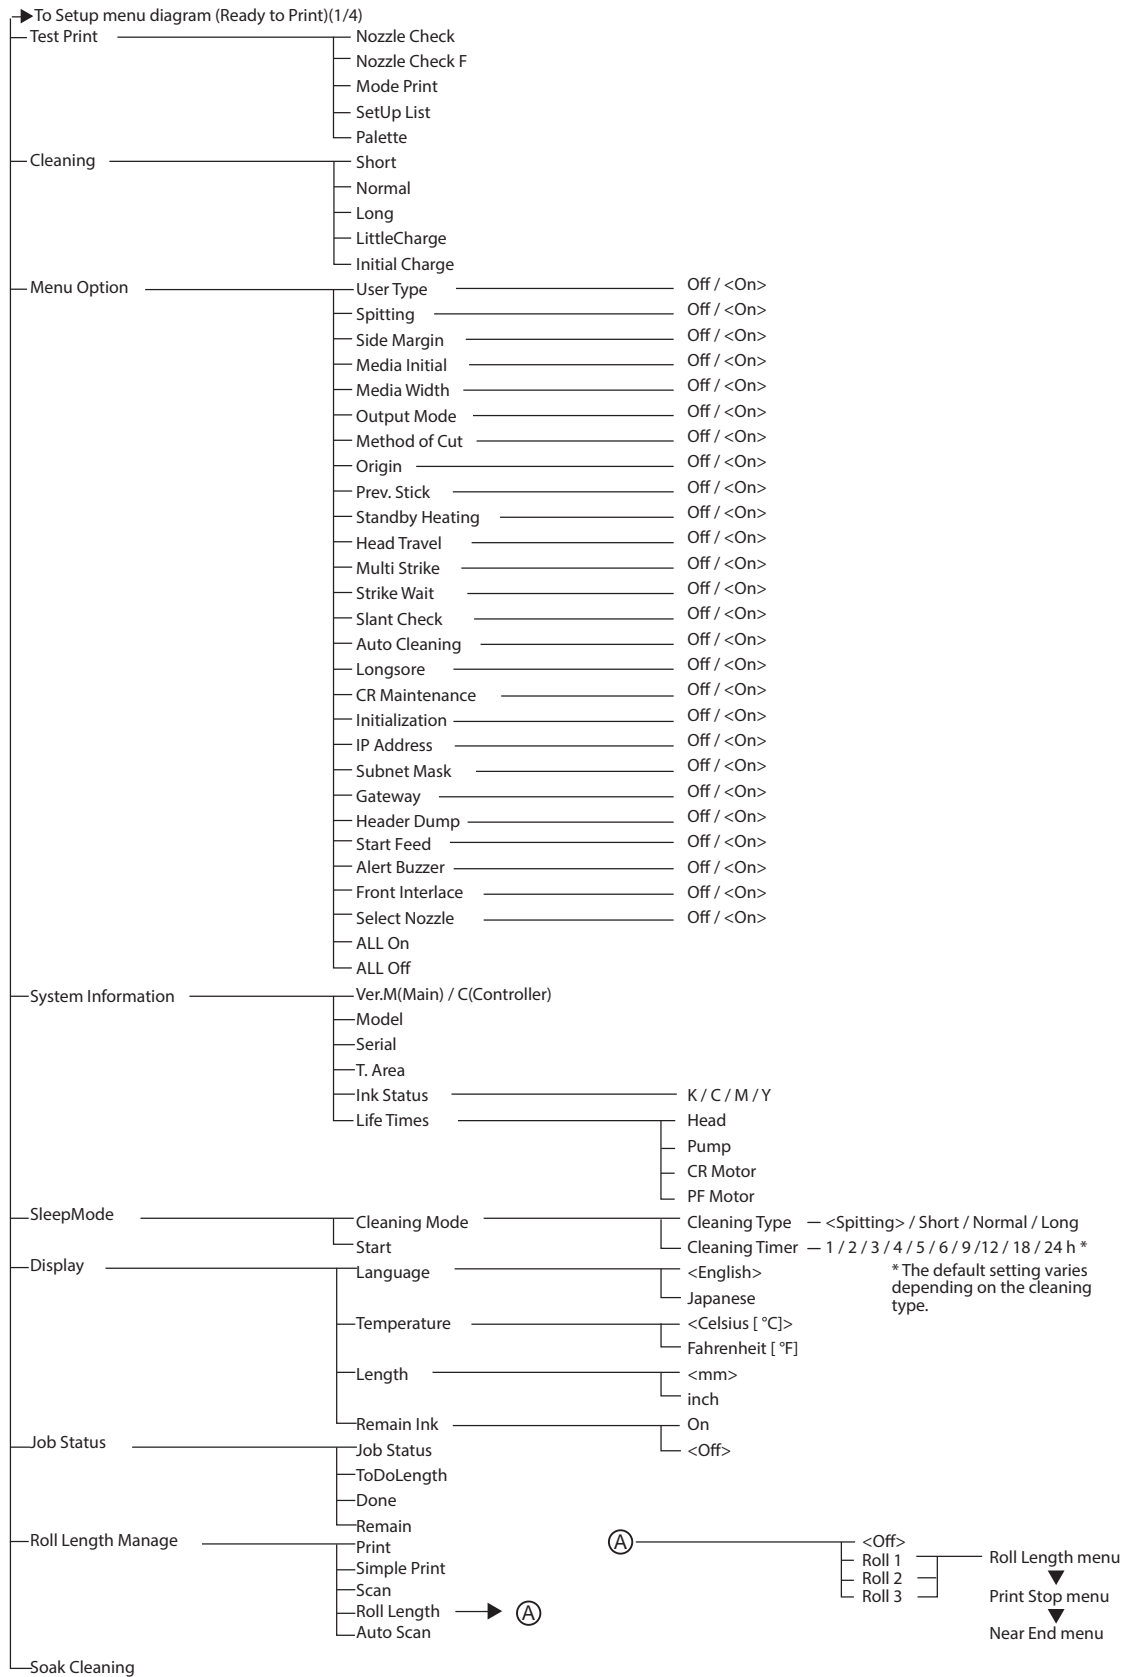 To Setup menu diagram (Ready to Print)(1/4)
Test Print
Nozzle Check
Nozzle Check F
Mode Print
SetUp List
Palette
Cleaning
Short
Normal
Long
LittleCharge
Initial Charge
Menu Option
User Type Off / <On>
Spitting Off / <On>
Side Margin Off / <On>
Media Initial Off / <On>
Media Width Off / <On>
Output Mode Off / <On>
Method of Cut Off / <On>
Origin Off / <On>
Prev. Stick Off / <On>
Standby Heating Off / <On>
Head Travel Off / <On>
Multi Strike Off / <On>
Strike Wait Off / <On>
Slant Check Off / <On>
Auto Cleaning Off / <On>
Longsore Off / <On>
CR Maintenance Off / <On>
Initialization Off / <On>
IP Address Off / <On>
Subnet Mask Off / <On>
Gateway Off / <On>
Header Dump Off / <On>
Start Feed Off / <On>
Alert Buzzer Off / <On>
Front Interlace Off / <On>
Select Nozzle Off / <On>
ALL On
ALL Off
System Information
Ver.M(Main) / C(Controller)
Model
Serial
T. Area
Ink Status K / C / M / Y
Life Times Head
Pump
CR Motor
PF Motor
SleepMode
Cleaning Mode Cleaning Type <Spitting> / Short / Normal / Long
Start Cleaning Timer 1 / 2 / 3 / 4 / 5 / 6 / 9 /12 / 18 / 24 h *
* The default setting varies
depending on the cleaning
type.
Display
Language <English>
Japanese
Temperature <Celsius [ °C]>
Fahrenheit [ °F]
Length <mm>
inch
Remain Ink On
<Off>
Job Status
Job Status
ToDoLength
Done
Remain
Roll Length Manage
Print
Simple Print
Scan
Roll Length A
Auto Scan
A <Off>
Roll 1
Roll 2
Roll 3
Roll Length menu
Print Stop menu
Near End menu
Soak Cleaning